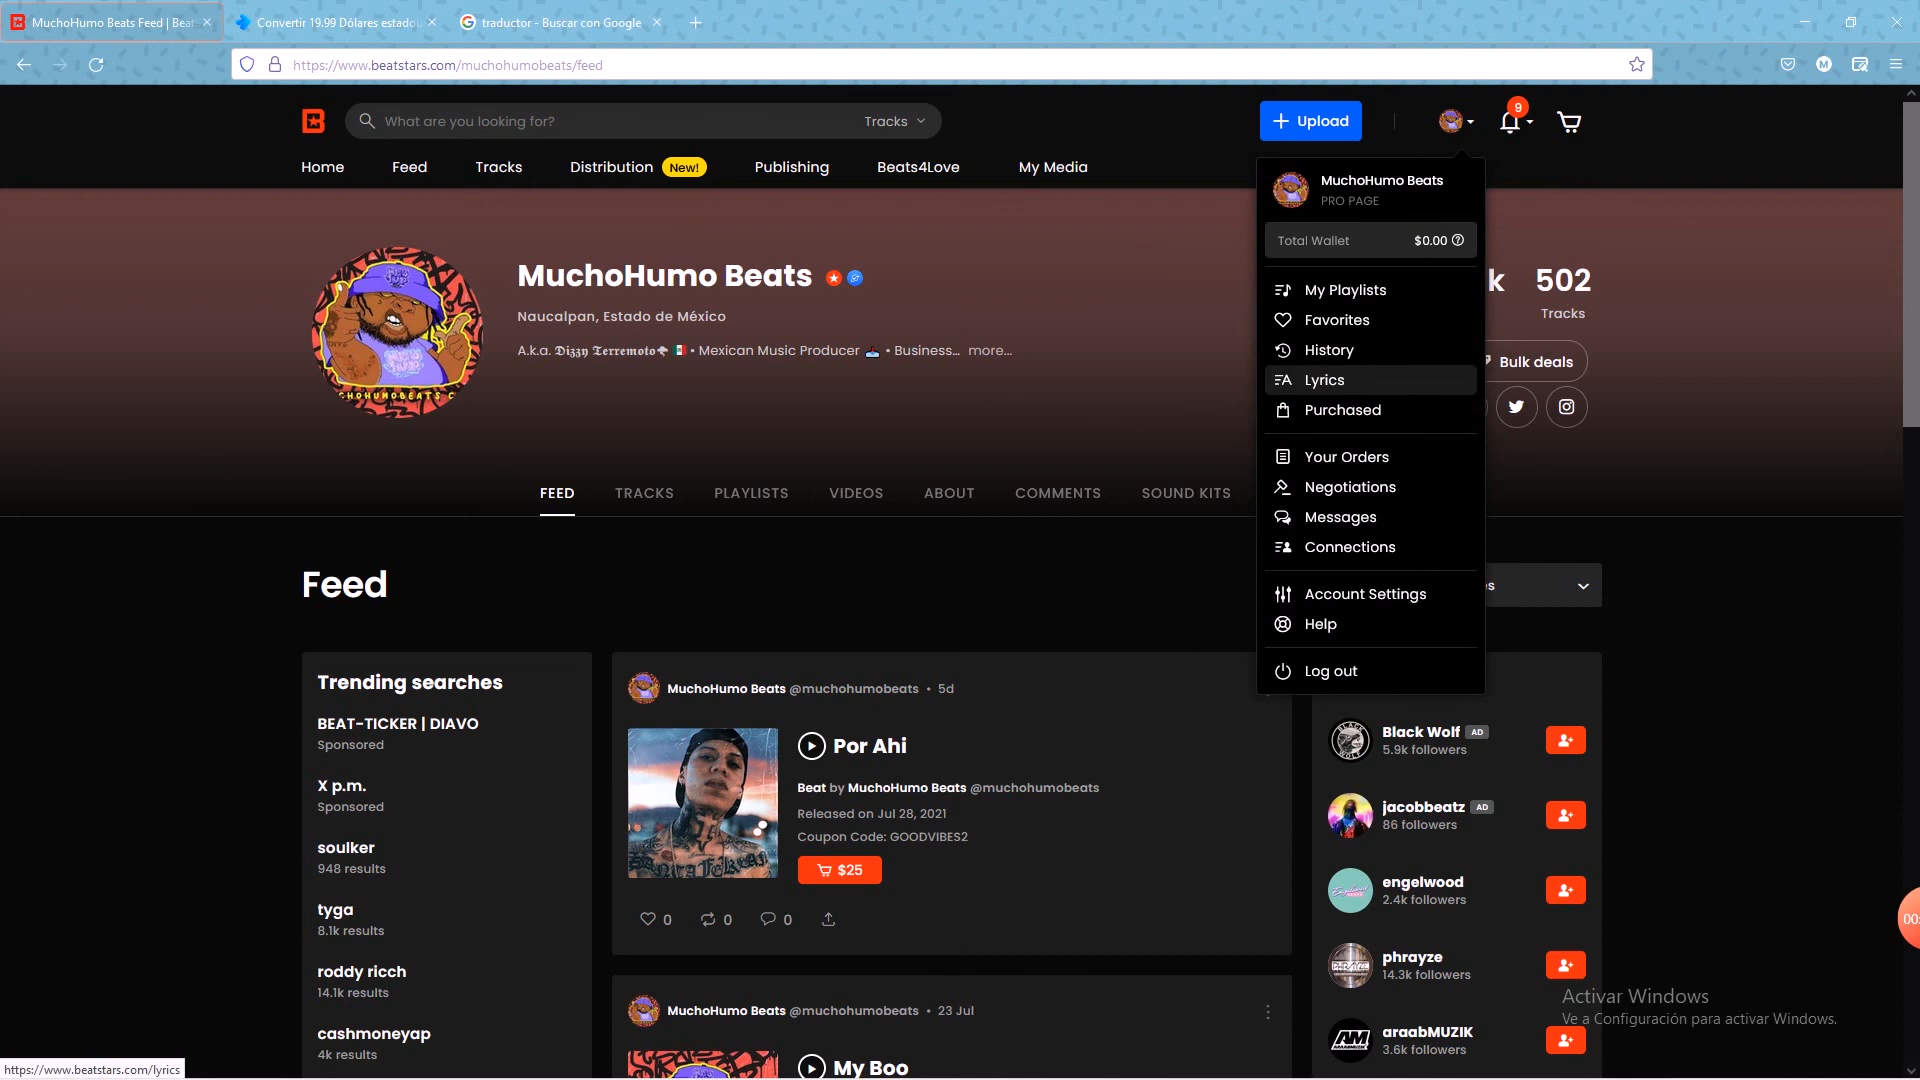 MuchoHumo Beats Feed | Beat
Convertir 19.99 Dólares estadou
traductor - Buscar con Google
https://www.beatstars.com/muchohumobeats/feed
What are you looking for?
Tracks
Upload
9
Home
Feed
Tracks
Distribution
New!
Publishing
Beats4Love
My Media
MuchoHumo Beats
PRO PAGE
Total Wallet
$0.00
My Playlists
Favorites
History
Lyrics
Purchased
Your Orders
Negotiations
Messages
Connections
Account Settings
Help
Log out
MuchoHumo Beats
Naucalpan, Estado de México
A.k.a. 𝕯𝖎𝖟𝖟𝖞 𝕿𝖊𝖗𝖗𝖊𝖒𝖔𝖙𝖔🌪 🇲🇽 • Mexican Music Producer 📥 • Business... more...
k
502
Tracks
Bulk deals
FEED
TRACKS
PLAYLISTS
VIDEOS
ABOUT
COMMENTS
SOUND KITS
Feed
es
Trending searches
BEAT-TICKER | DIAVO
Sponsored
X p.m.
Sponsored
soulker
948 results
tyga
8.1k results
roddy ricch
14.1k results
cashmoneyap
4k results
MuchoHumo Beats @muchohumobeats • 5d
Por Ahi
Beat by MuchoHumo Beats @muchohumobeats
Released on Jul 28, 2021
Coupon Code: GOODVIBES2
$25
0
0
0
MuchoHumo Beats @muchohumobeats • 23 Jul
My Boo
Black Wolf AD
5.9k followers
jacobbeatz AD
86 followers
engelwood
2.4k followers
phrayze
14.3k followers
araabMUZIK
3.6k followers
Activar Windows
Ve a Configuración para activar Windows.
00:
https://www.beatstars.com/lyrics